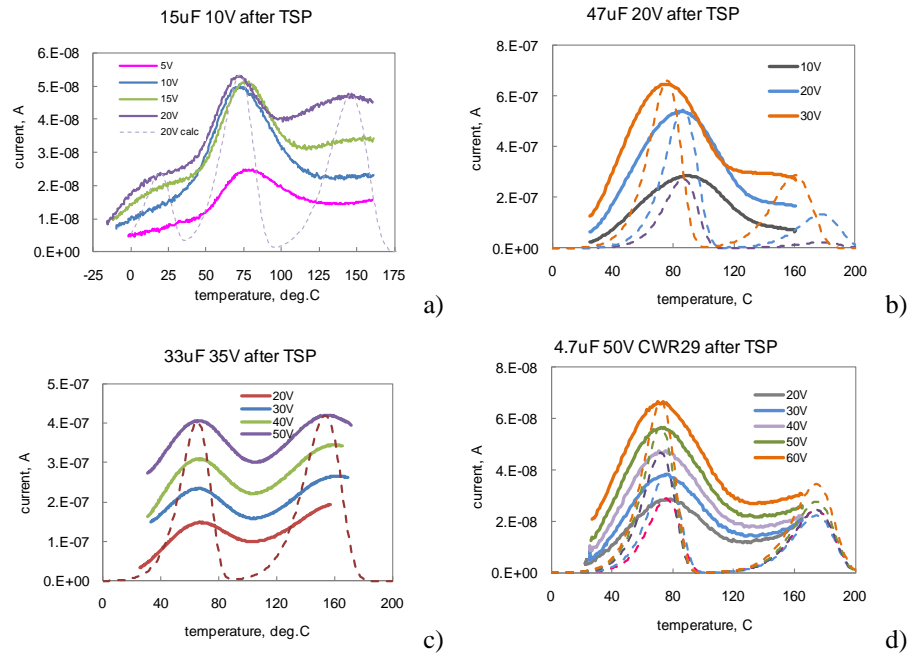 15uF 10V after TSP
6.E-08
5.E-08
4.E-08
3.E-08
2.E-08
1.E-08
0.E+00
current, A
5V
10V
15V
20V
20V calc
-25 0 25 50 75 100 125 150 175
temperature, deg.C
a)
47uF 20V after TSP
8.E-07
6.E-07
4.E-07
2.E-07
0.E+00
current, A
10V
20V
30V
0 40 80 120 160 200
temperature, C
b)
33uF 35V after TSP
5.E-07
4.E-07
3.E-07
2.E-07
1.E-07
0.E+00
current, A
20V
30V
40V
50V
0 40 80 120 160 200
temperature, deg.C
c)
4.7uF 50V CWR29 after TSP
8.E-08
6.E-08
4.E-08
2.E-08
0.E+00
current, A
20V
30V
40V
50V
60V
0 40 80 120 160 200
temperature, C
d)